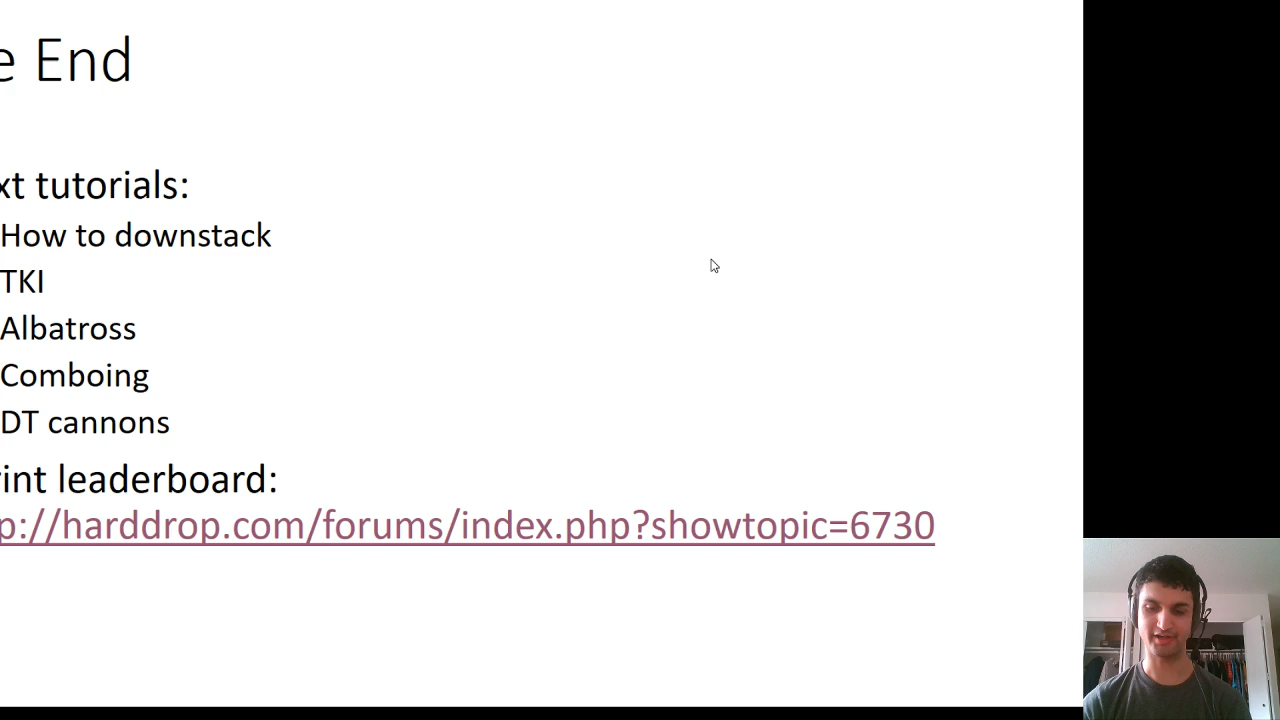 e End
xt tutorials:
How to downstack
TKI
Albatross
Comboing
DT cannons
rint leaderboard:
p://harddrop.com/forums/index.php?showtopic=6730